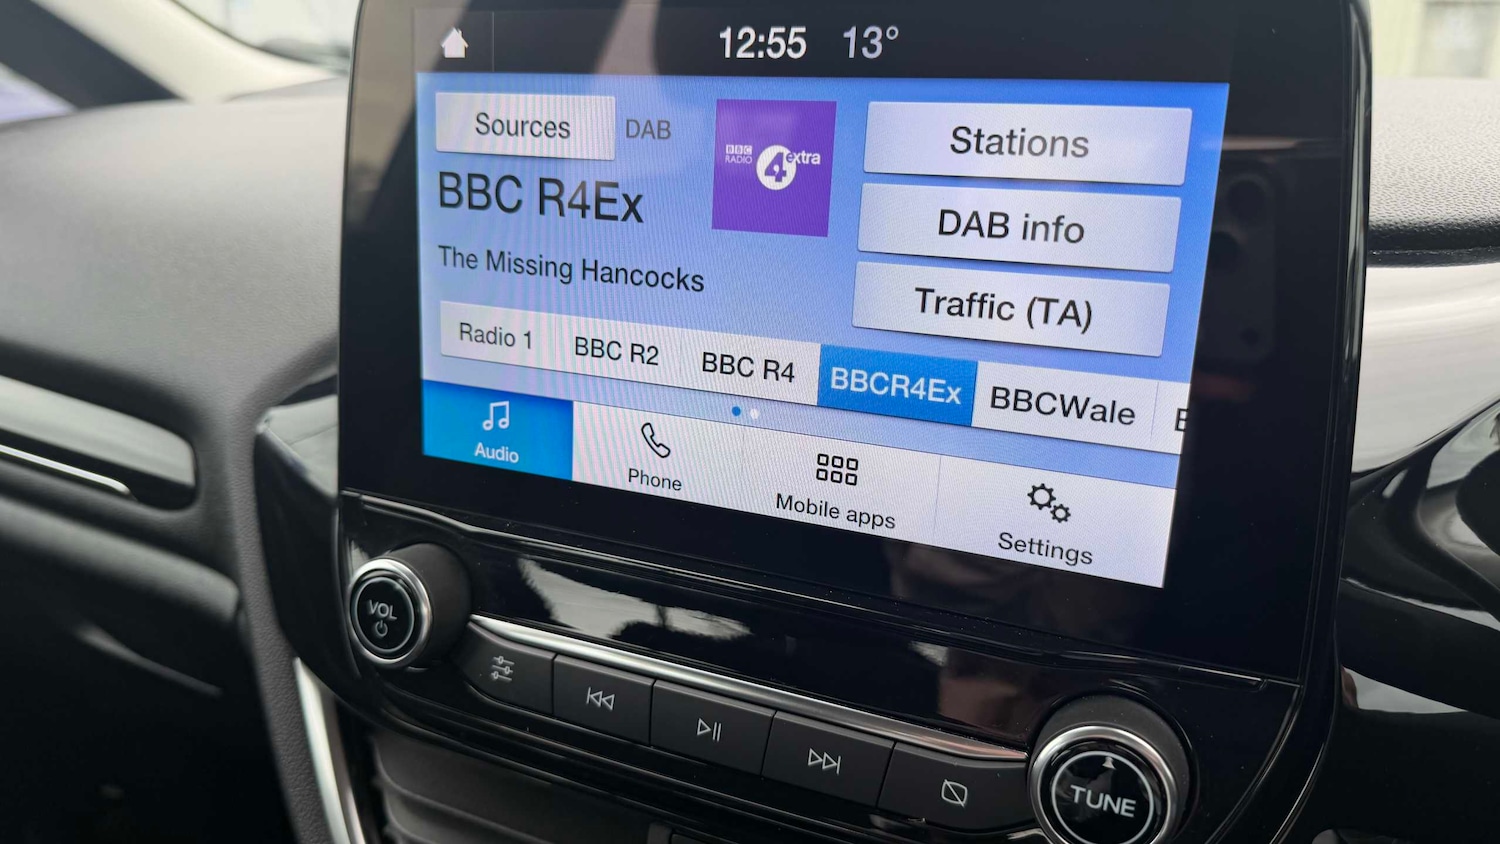 12:55 13°
Sources DAB
BBC RADIO 4 extra
Stations
BBC R4Ex
DAB info
The Missing Hancocks
Traffic (TA)
Radio 1 BBC R2 BBC R4 BBCR4Ex BBCWale
Audio Phone Mobile apps Settings
VOL
TUNE